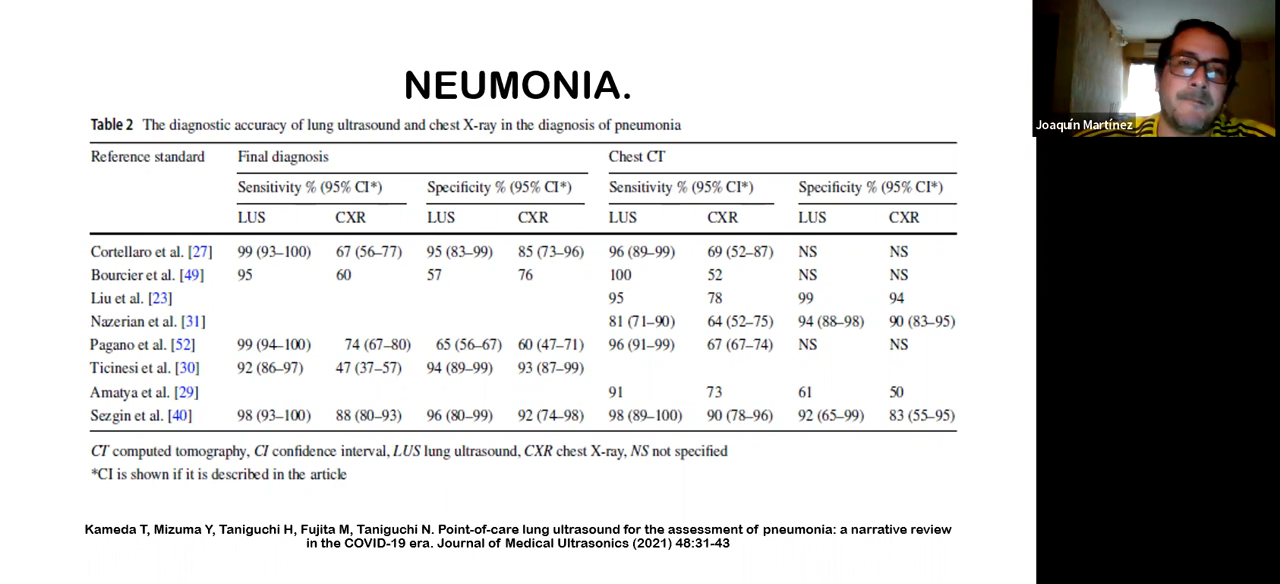 NEUMONIA.
Table 2 The diagnostic accuracy of lung ultrasound and chest X-ray in the diagnosis of pneumonia
Reference standard Final diagnosis Chest CT
Sensitivity % (95% CI*) Specificity % (95% CI*) Sensitivity % (95% CI*) Specificity % (95% CI*)
LUS CXR LUS CXR LUS CXR LUS CXR
Cortellaro et al. [27] 99 (93–100) 67 (56–77) 95 (83–99) 85 (73–96) 96 (89–99) 69 (52–87) NS NS
Bourcier et al. [49] 95 60 57 76 100 52 NS NS
Liu et al. [23] 95 78 99 94
Nazerian et al. [31] 81 (71–90) 64 (52–75) 94 (88–98) 90 (83–95)
Pagano et al. [52] 99 (94–100) 74 (67–80) 65 (56–67) 60 (47–71) 96 (91–99) 67 (67–74) NS NS
Ticinesi et al. [30] 92 (86–97) 47 (37–57) 94 (89–99) 93 (87–99)
Amatya et al. [29] 91 73 61 50
Sezgin et al. [40] 98 (93–100) 88 (80–93) 96 (80–99) 92 (74–98) 98 (89–100) 90 (78–96) 92 (65–99) 83 (55–95)
CT computed tomography, CI confidence interval, LUS lung ultrasound, CXR chest X-ray, NS not specified
*CI is shown if it is described in the article
Kameda T, Mizuma Y, Taniguchi H, Fujita M, Taniguchi N. Point-of-care lung ultrasound for the assessment of pneumonia: a narrative review
in the COVID-19 era. Journal of Medical Ultrasonics (2021) 48:31-43
Joaquín Martínez